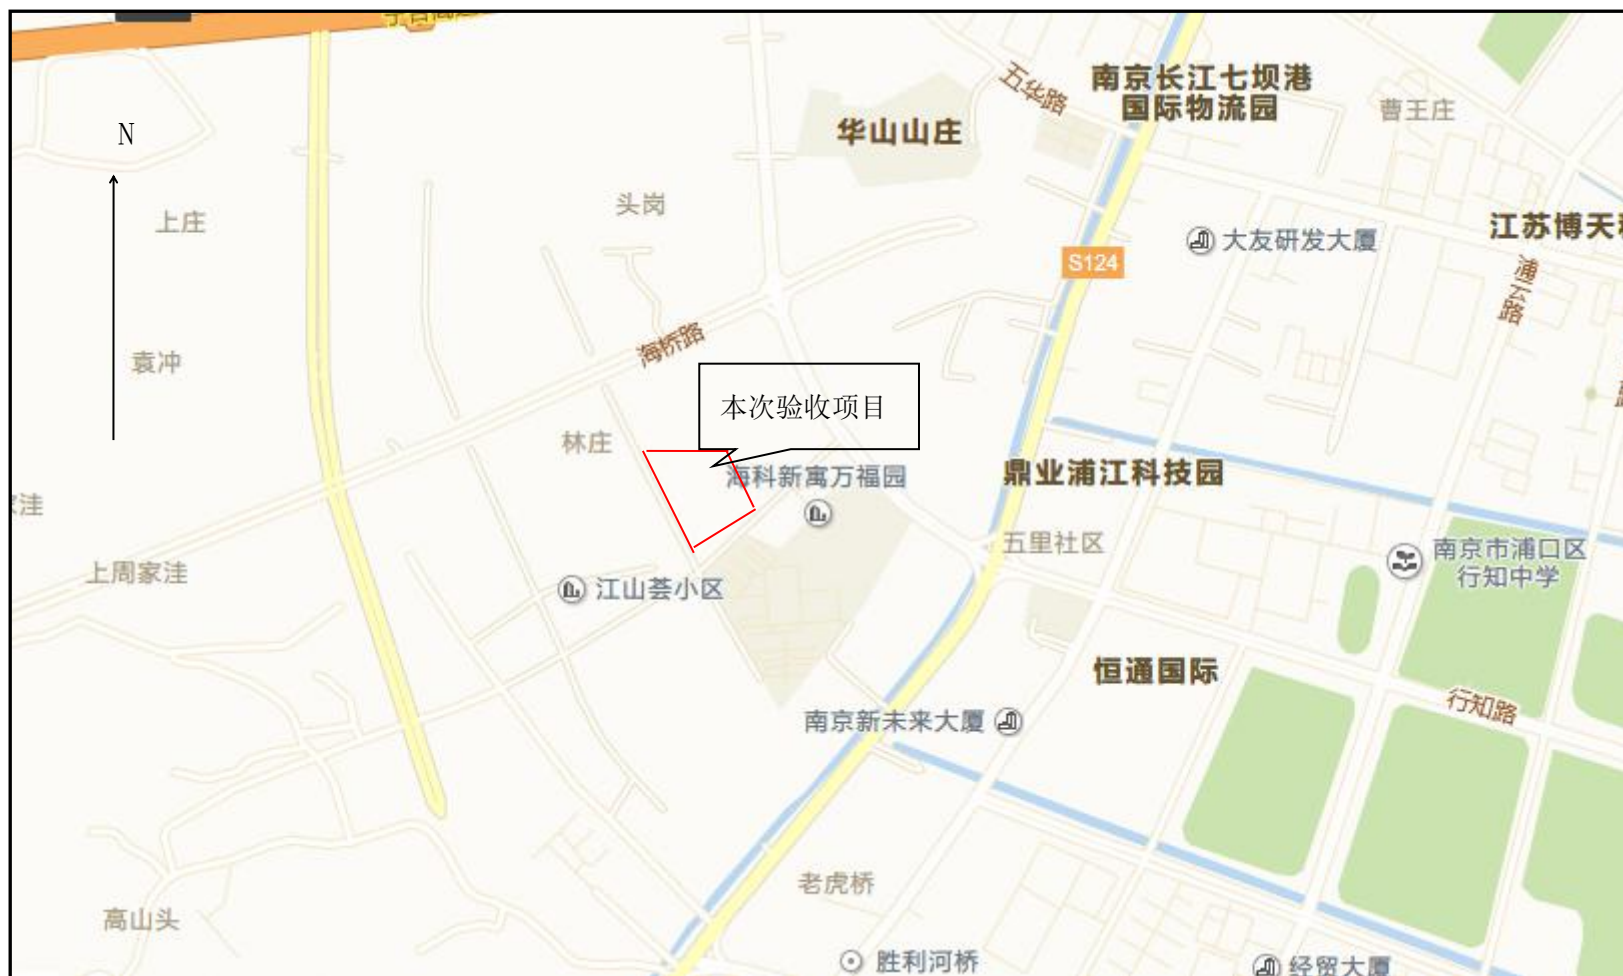 五华路
南京长江七坝港
国际物流园
曹王庄
华山山庄
N
头岗
上庄
江苏博天
大友研发大厦
S124
浦云路
海桥路
袁冲
本次验收项目
林庄
海科新寓万福园
鼎业浦江科技园
洼
五里社区
南京市浦口区
行知中学
上周家洼
江山荟小区
恒通国际
行知路
南京新未来大厦
老虎桥
高山头
胜利河桥
经贸大厦